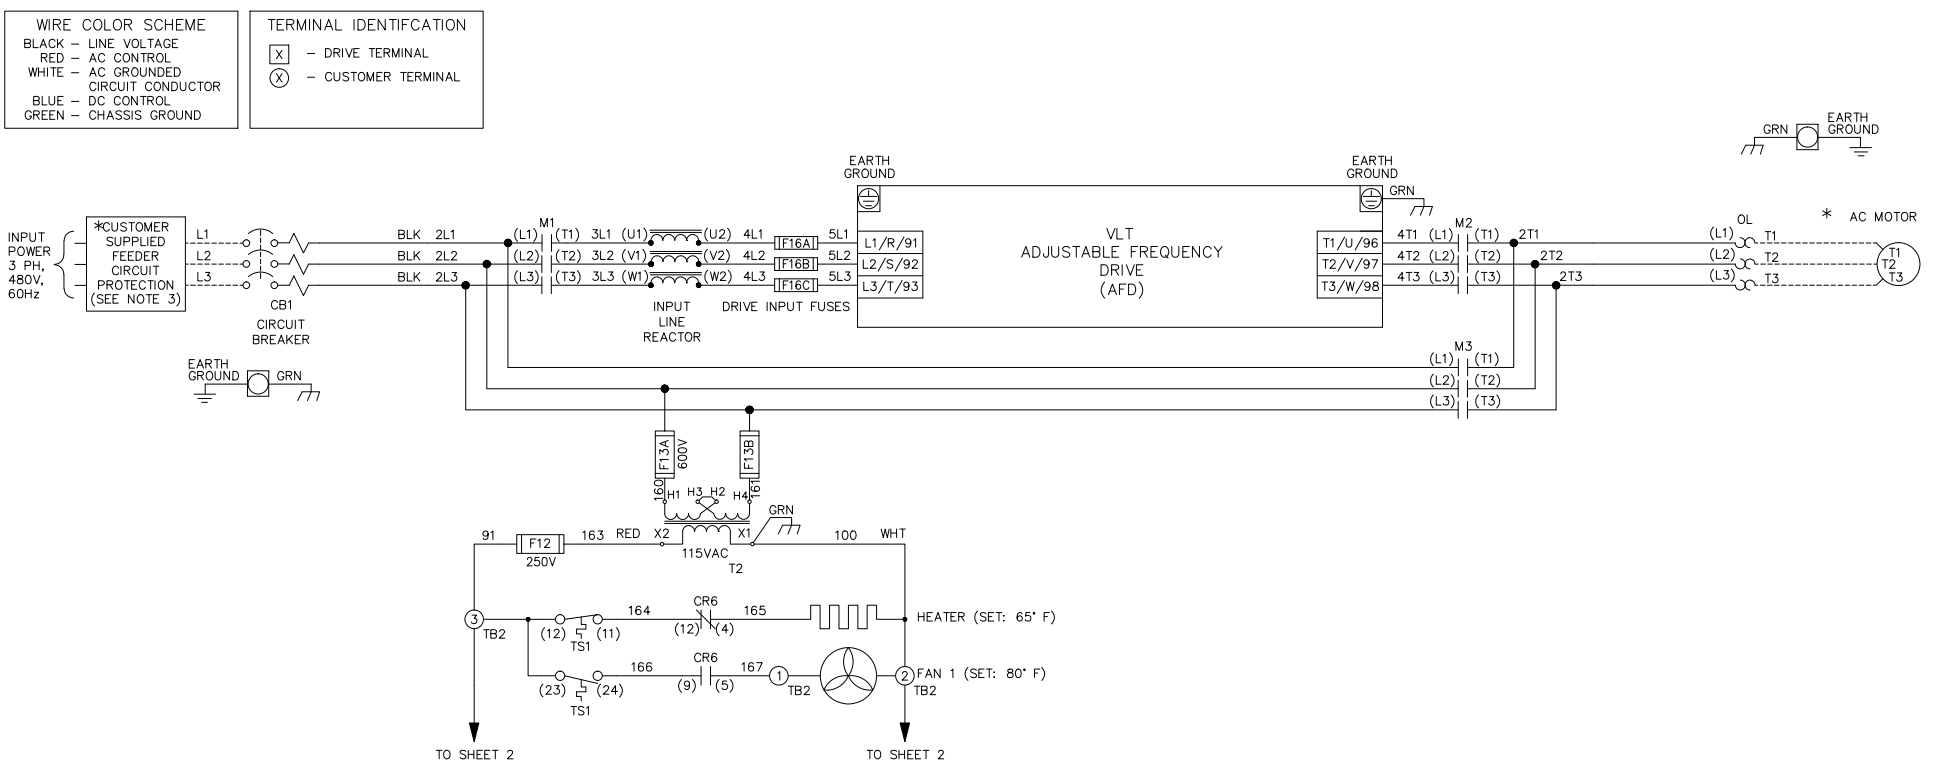 WIRE COLOR SCHEME
BLACK – LINE VOLTAGE
RED – AC CONTROL
WHITE – AC GROUNDED
CIRCUIT CONDUCTOR
BLUE – DC CONTROL
GREEN – CHASSIS GROUND
TERMINAL IDENTIFCATION
X – DRIVE TERMINAL
X – CUSTOMER TERMINAL
GRN
EARTH
GROUND
INPUT
POWER
3 PH,
480V,
60Hz
*CUSTOMER
SUPPLIED
FEEDER
CIRCUIT
PROTECTION
(SEE NOTE 3)
L1
L2
L3
CB1
CIRCUIT
BREAKER
EARTH
GROUND
GRN
BLK 2L1
BLK 2L2
BLK 2L3
M1
(L1) (T1) 3L1 (U1) (U2) 4L1 F16A 5L1
(L2) (T2) 3L2 (V1) (V2) 4L2 F16B 5L2
(L3) (T3) 3L3 (W1) (W2) 4L3 F16C 5L3
INPUT
LINE
REACTOR
DRIVE INPUT FUSES
EARTH
GROUND
L1/R/91
L2/S/92
L3/T/93
VLT
ADJUSTABLE FREQUENCY
DRIVE
(AFD)
EARTH
GROUND
GRN
T1/U/96
T2/V/97
T3/W/98
M2
4T1 (L1) (T1) 2T1
4T2 (L2) (T2) 2T2
4T3 (L3) (T3) 2T3
OL
(L1) T1
(L2) T2
(L3) T3
* AC MOTOR
T1
T2
T3
M3
(L1) (T1)
(L2) (T2)
(L3) (T3)
F13A
600V
F13B
160
161
H1 H3 H2 H4
GRN
91 F12 163 RED X2 X1 100 WHT
250V
115VAC
T2
3
TB2
(12) (11)
TS1
164
CR6
(12) (4)
165
HEATER (SET: 65° F)
(23) (24)
TS1
166
CR6
(9) (5)
167
1
TB2
2
TB2
FAN 1 (SET: 80° F)
TO SHEET 2
TO SHEET 2